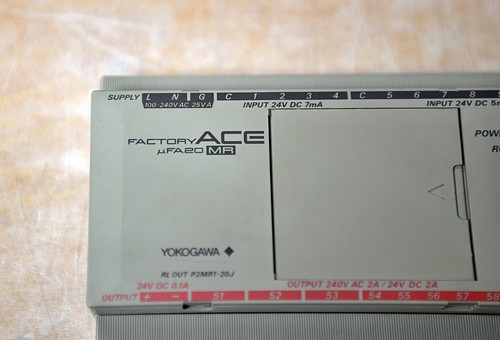 SUPPLY L N G C 1 2 3 4 C 5 6 7 8
100-240V AC 25VA INPUT 24V DC 7mA INPUT 24V DC
FACTORY ACE
µFA20 MR
YOKOGAWA
RL OUT P2MR1-20J
24V DC 0.1A OUTPUT 240V AC 2A / 24V DC 2A
OUTPUT + - 51 52 53 54 55 56 57 58